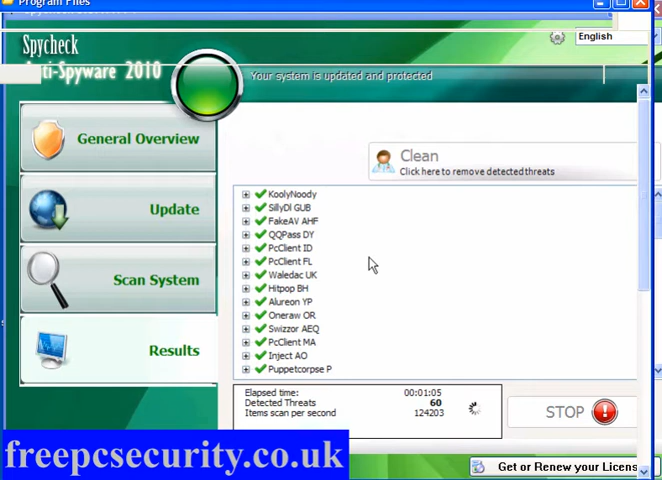 Program Files
English
Spycheck
Anti-Spyware 2010
Your system is updated and protected
General Overview
Update
Scan System
Results
Clean
Click here to remove detected threats
KoolyNoody
SillyDl GUB
FakeAV AHF
QQPass DY
PcClient ID
PcClient FL
Waledac UK
Hitpop BH
Alureon YP
Oneraw OR
Swizzor AEQ
PcClient MA
Inject AO
Puppetcorpse P
Elapsed time: 00:01:05
Detected Threats 60
Items scan per second 124203
STOP
freepcsecurity.co.uk
Get or Renew your Licens